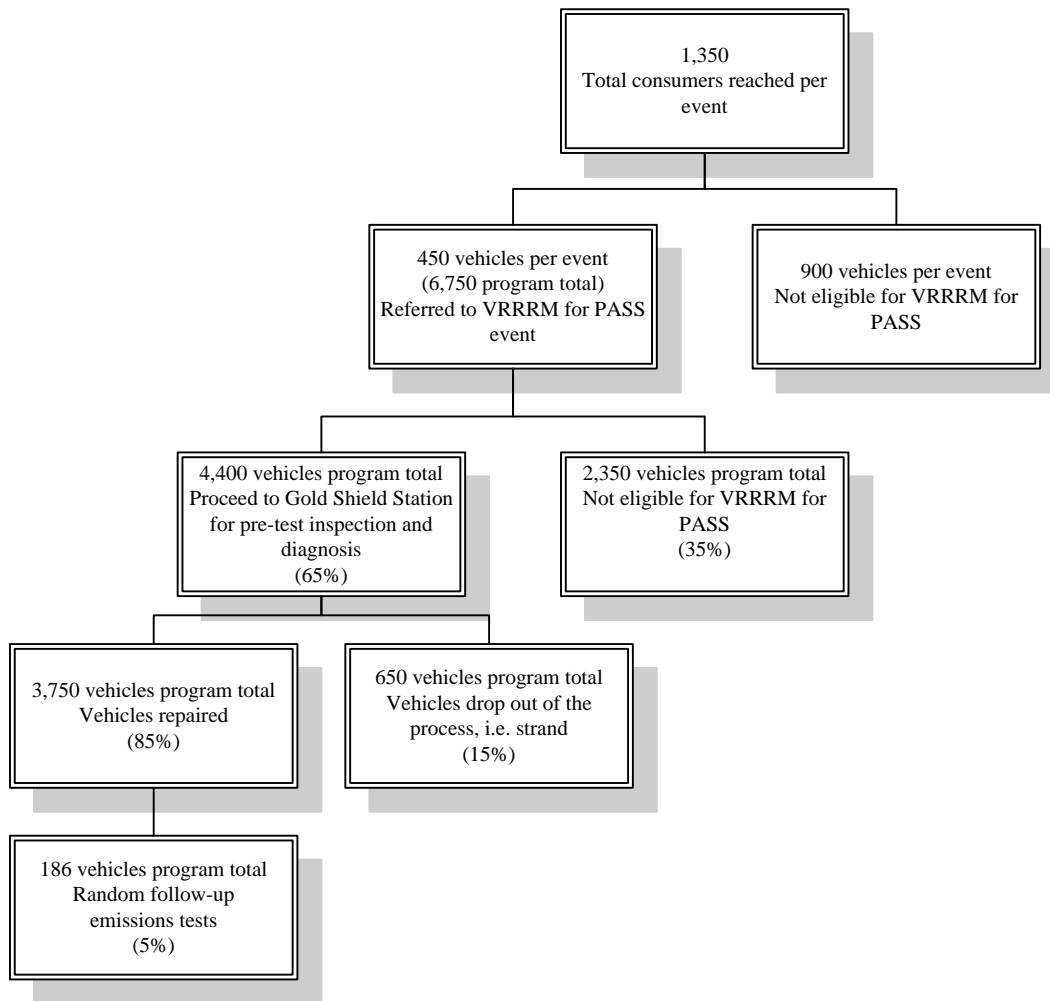 1,350
Total consumers reached per
event
450 vehicles per event
(6,750 program total)
Referred to VRRRM for PASS
event
900 vehicles per event
Not eligible for VRRRM for
PASS
4,400 vehicles program total
Proceed to Gold Shield Station
for pre-test inspection and
diagnosis
(65%)
2,350 vehicles program total
Not eligible for VRRRM for
PASS
(35%)
3,750 vehicles program total
Vehicles repaired
(85%)
650 vehicles program total
Vehicles drop out of the
process, i.e. strand
(15%)
186 vehicles program total
Random follow-up
emissions tests
(5%)